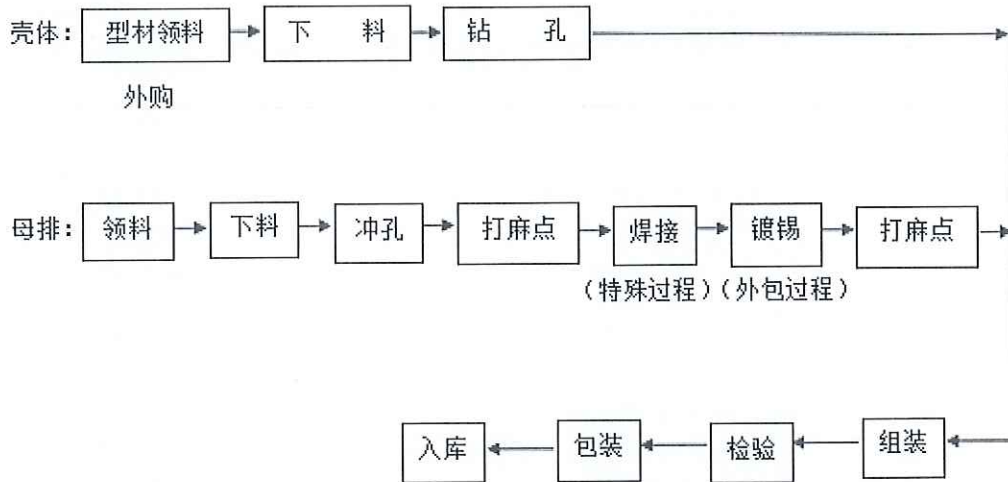 壳体： 型材领料 下 料 钻 孔
外购
母排： 领料 下料 冲孔 打麻点 焊接 镀锡 打麻点
（特殊过程）（外包过程）
入库 包装 检验 组装